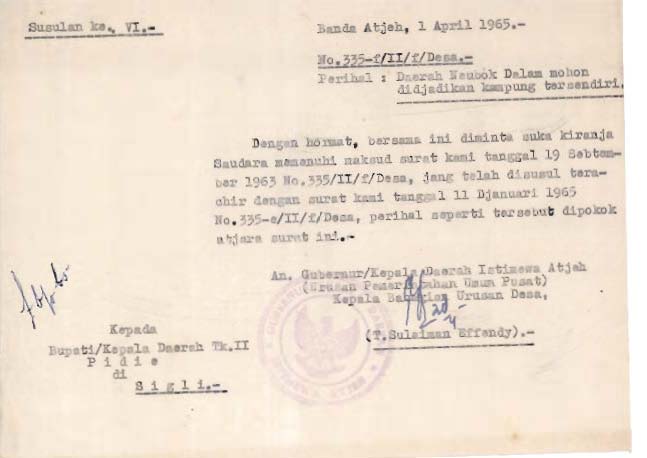 Susulan ke. VI.-
Banda Atjeh, 1 April 1965.-
No.335-f/II/f/Desa.-
Perihal : Daerah Neubok Dalam mohon
didjadikan kampung tersendiri.
Dengan hormat, bersama ini diminta suka kiranja
Saudara memenuhi maksud surat kami tanggal 19 Sebtem-
ber 1963 No.335/II/f/Desa, jang telah disusul tera-
chir dengan surat kami tanggal 11 Djanuari 1965
No.335-e/II/f/Desa, perihal seperti tersebut dipokok
atjara surat ini.-
An. Gubernur/Kepala Daerah Istimewa Atjeh
(Urusan Pemerintahan Umum Pusat)
Kepala Bahagian Urusan Desa,
(T.Sulaiman Effendy).-
Kepada
Bupati/Kepala Daerah Tk.II
P i d i e
di
S i g l i.-